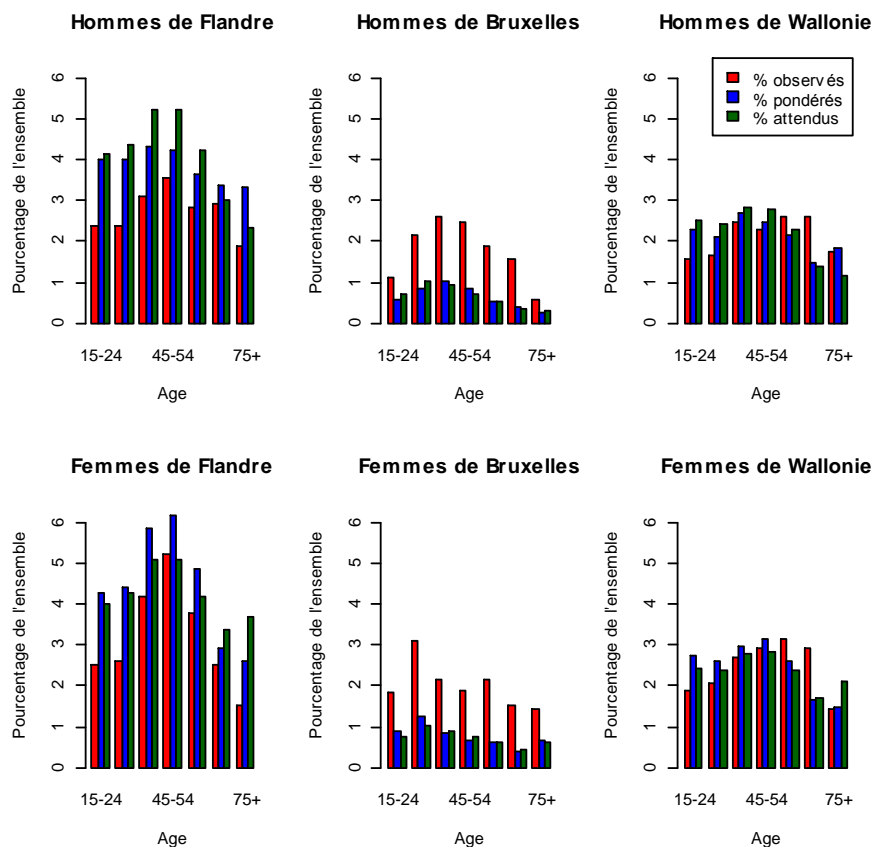 Hommes de Flandre
Pourcentage de l'ensemble
0 1 2 3 4 5 6
15-24 45-54 75+
Age
Hommes de Bruxelles
Pourcentage de l'ensemble
0 1 2 3 4 5 6
15-24 45-54 75+
Age
Hommes de Wallonie
Pourcentage de l'ensemble
0 1 2 3 4 5 6
% observés
% pondérés
% attendus
15-24 45-54 75+
Age
Femmes de Flandre
Pourcentage de l'ensemble
0 1 2 3 4 5 6
15-24 45-54 75+
Age
Femmes de Bruxelles
Pourcentage de l'ensemble
0 1 2 3 4 5 6
15-24 45-54 75+
Age
Femmes de Wallonie
Pourcentage de l'ensemble
0 1 2 3 4 5 6
15-24 45-54 75+
Age